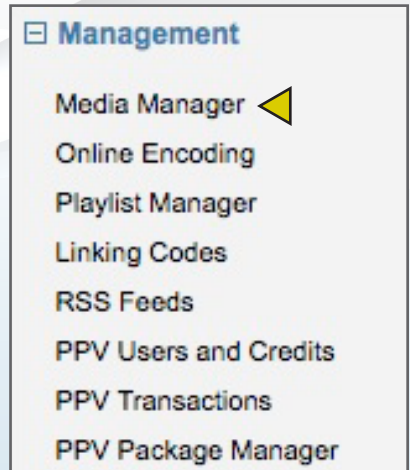 Management
Media Manager
Online Encoding
Playlist Manager
Linking Codes
RSS Feeds
PPV Users and Credits
PPV Transactions
PPV Package Manager